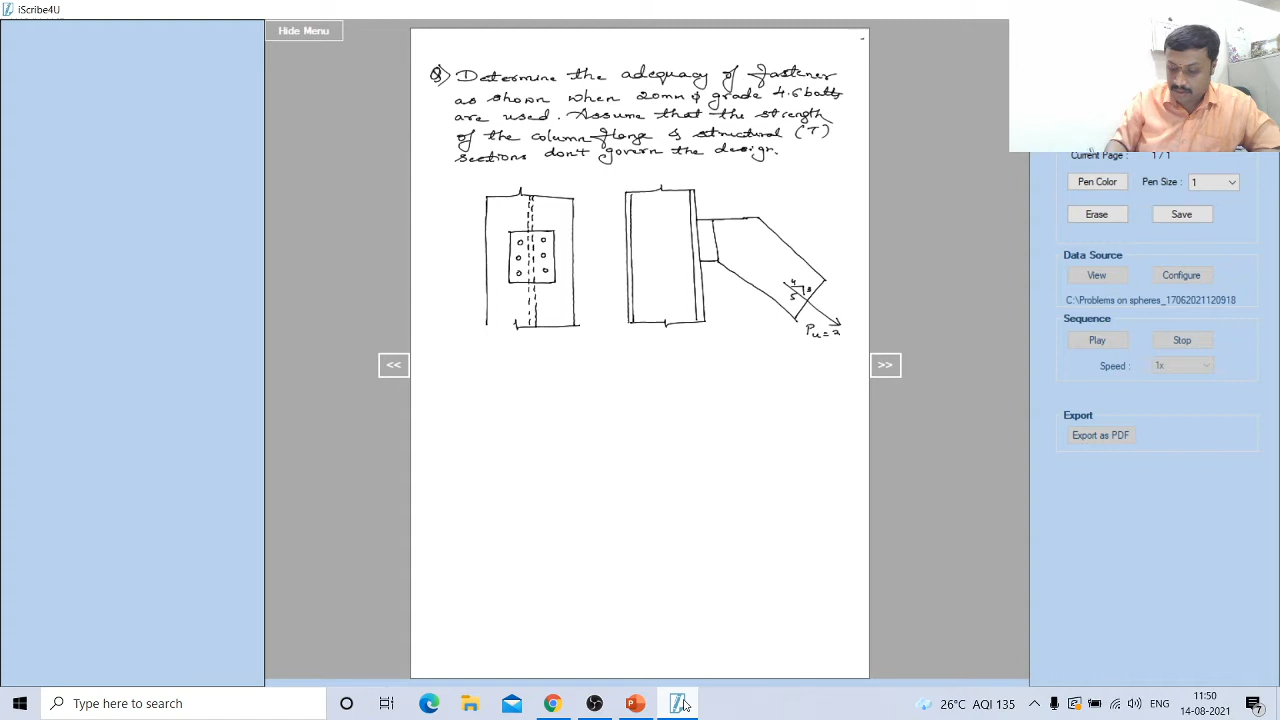 iScribe4U
Hide Menu
Q) Determine the adequacy of fastener
as shown when 20mm ɸ grade 4.6 bolts
are used. Assume that the strength
of the column flange & structural (T)
sections don't govern the design.
4
3
5
Pu = 2
<<
>>
Current Page : 1 / 1
Pen Color Pen Size : 1
Erase Save
Data Source
View Configure
C:\Problems on spheres_17062021120918
Sequence
Play Stop
Speed : 1x
Export
Export as PDF
Type here to search
26°C AQI 135
ENG
11:50
14-08-2021
7